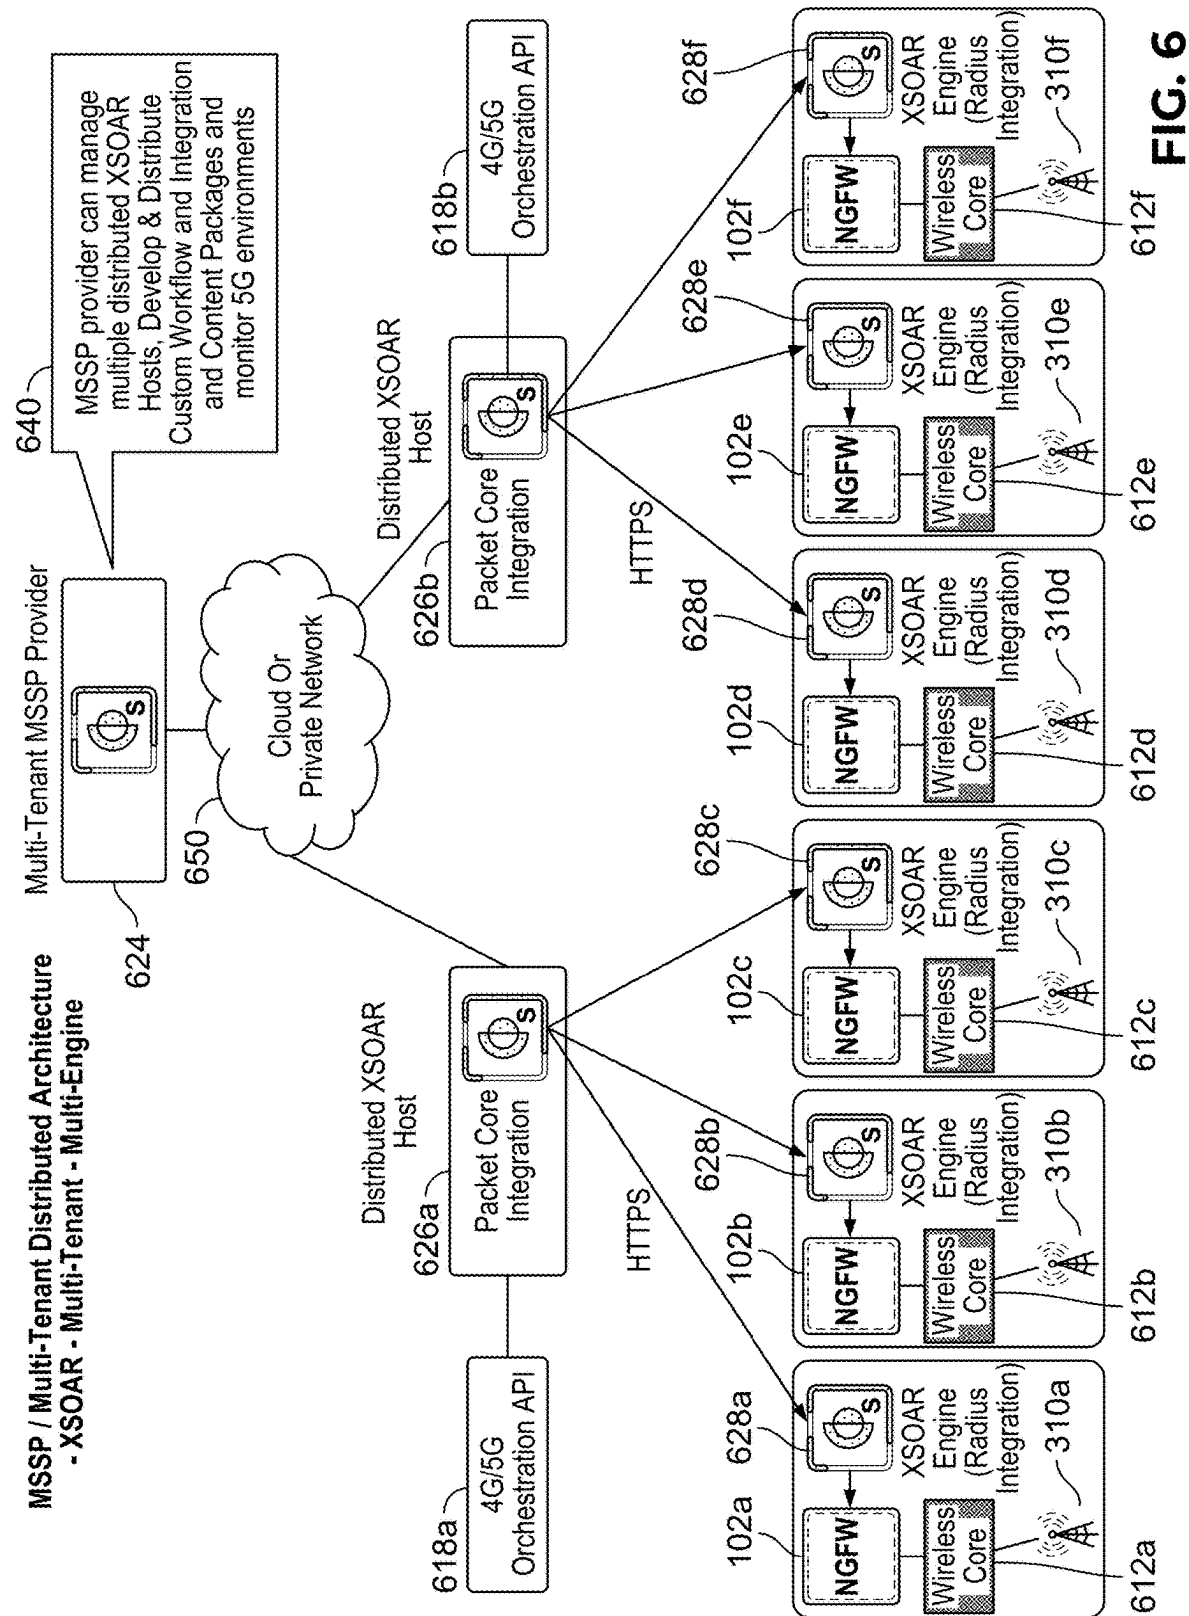 MSSP / Multi-Tenant Distributed Architecture
- XSOAR - Multi-Tenant - Multi-Engine
Multi-Tenant MSSP Provider
624
S
640
MSSP provider can manage
multiple distributed XSOAR
Hosts, Develop & Distribute
Custom Workflow and Integration
and Content Packages and
monitor 5G environments
650
Cloud Or
Private Network
618a
4G/5G
Orchestration API
Distributed XSOAR
Host
626a
Packet Core
Integration
S
Distributed XSOAR
Host
626b
Packet Core
Integration
S
618b
4G/5G
Orchestration API
HTTPS
HTTPS
102a
628a
NGFW
S
XSOAR
Engine
(Radius
Integration)
Wireless
Core
310a
612a
102b
628b
NGFW
S
XSOAR
Engine
(Radius
Integration)
Wireless
Core
310b
612b
102c
628c
NGFW
S
XSOAR
Engine
(Radius
Integration)
Wireless
Core
310c
612c
102d
628d
NGFW
S
XSOAR
Engine
(Radius
Integration)
Wireless
Core
310d
612d
102e
628e
NGFW
S
XSOAR
Engine
(Radius
Integration)
Wireless
Core
310e
612e
102f
628f
NGFW
S
XSOAR
Engine
(Radius
Integration)
Wireless
Core
310f
612f
FIG. 6